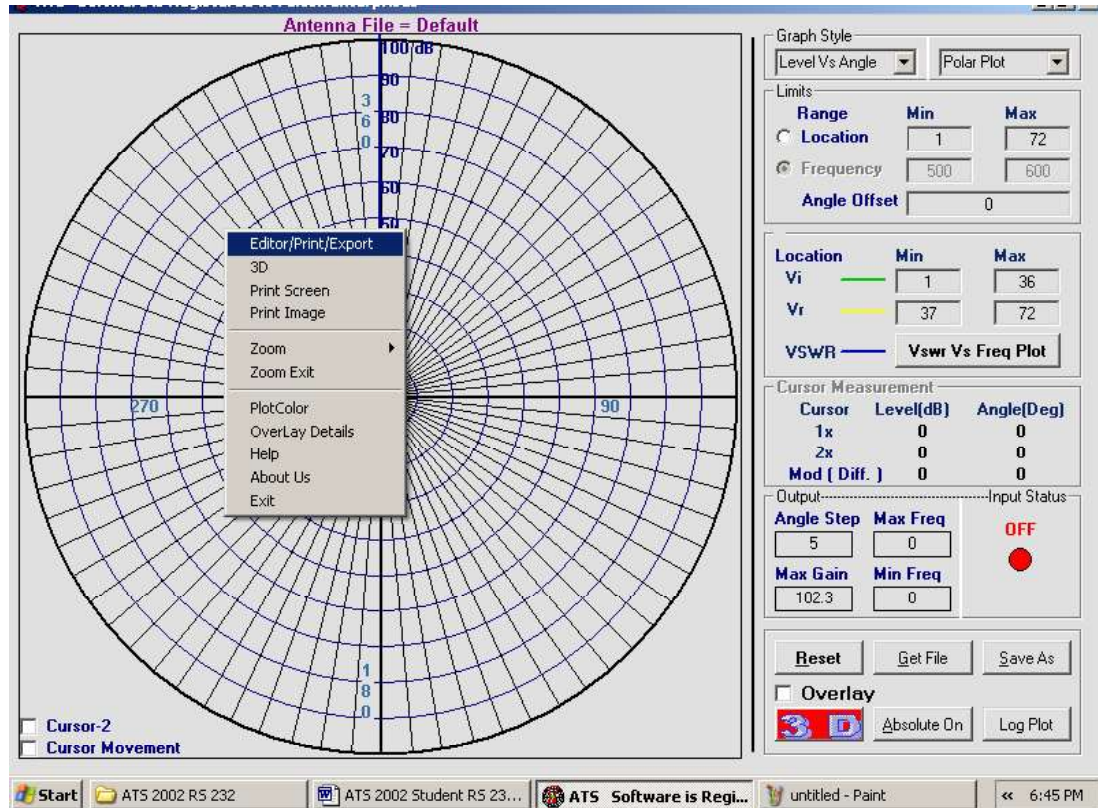 Antenna File = Default
100 dB
90
80
70
60
50
3
6
0
270
90
1
8
0
Editor/Print/Export
3D
Print Screen
Print Image
Zoom
Zoom Exit
PlotColor
OverLay Details
Help
About Us
Exit
Cursor-2
Cursor Movement
Graph Style
Level Vs Angle
Polar Plot
Limits
Range Min Max
Location 1 72
Frequency 500 600
Angle Offset 0
Location Min Max
Vi 1 36
Vr 37 72
VSWR Vswr Vs Freq Plot
Cursor Measurement
Cursor Level(dB) Angle(Deg)
1x 0 0
2x 0 0
Mod ( Diff. ) 0 0
Output Input Status
Angle Step Max Freq OFF
5 0
Max Gain Min Freq
102.3 0
Reset Get File Save As
Overlay
3 D Absolute On Log Plot
Start ATS 2002 RS 232 ATS 2002 Student RS 23... ATS Software is Regi... untitled - Paint « 6:45 PM